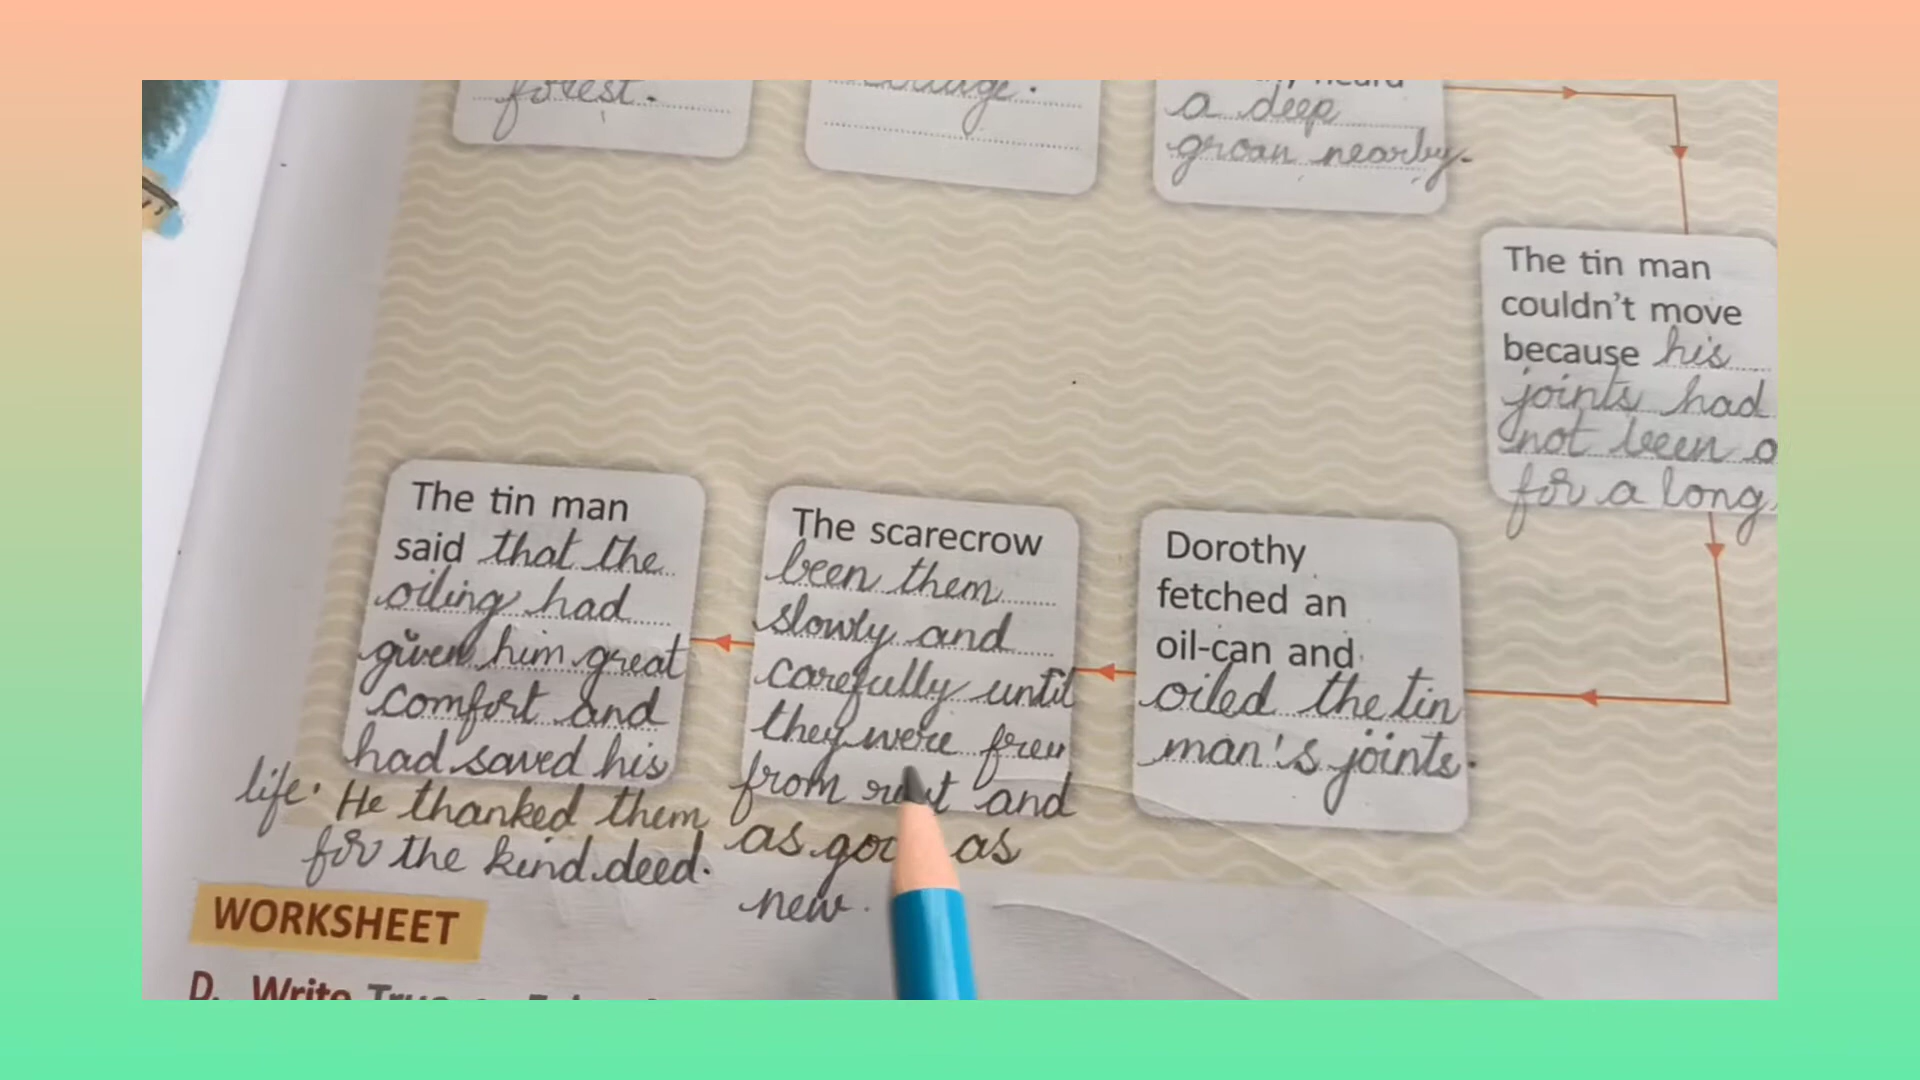 forest.
heard
a deep
groan nearby.
The tin man
couldn't move
because his
joints had
not been o
for a long
Dorothy
fetched an
oil-can and
oiled the tin
man's joints.
The scarecrow
been them
slowly and
carefully until
they were free
from and
as as
new.
The tin man
said that the
oiling had
given him great
comfort and
had saved his
life. He thanked them
for the kind deed.
WORKSHEET
D. Write